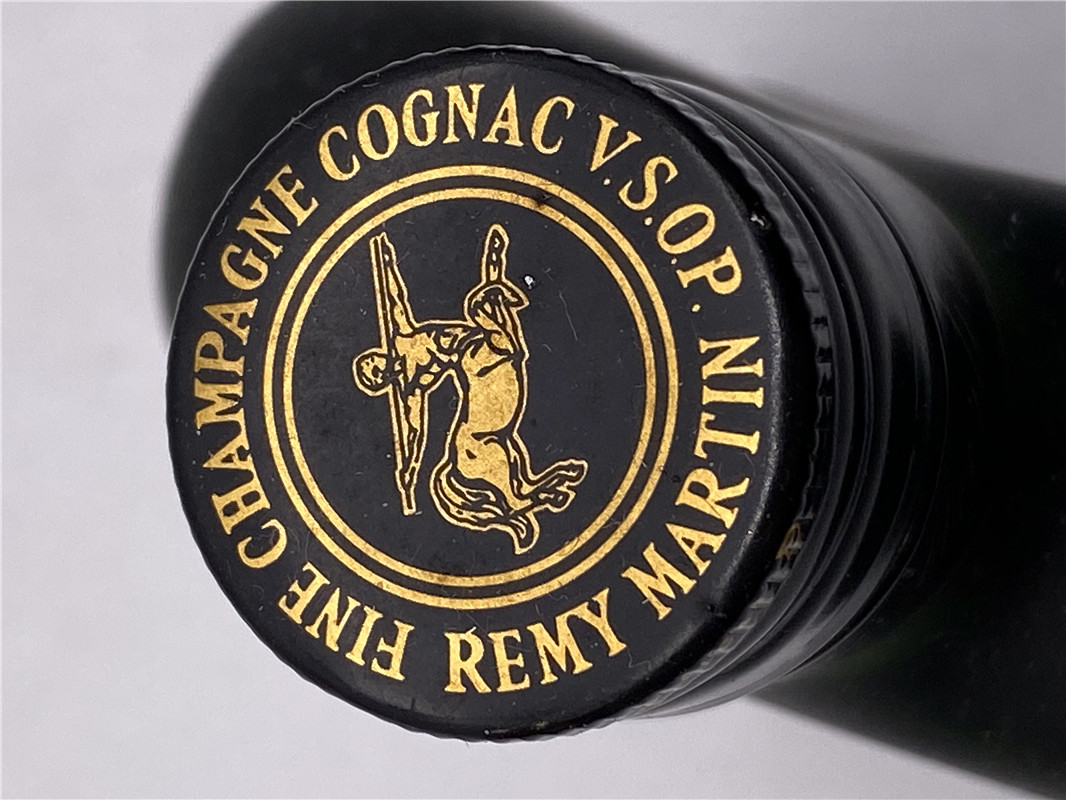 FINE CHAMPAGNE COGNAC V.S.O.P.
REMY MARTIN